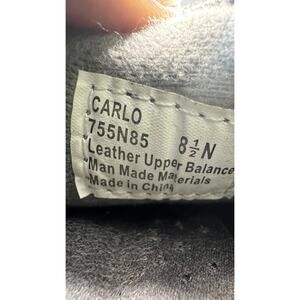 CARLO
755N85 8 1/2 N
Leather Upper Balance
Man Made Materials
Made in China